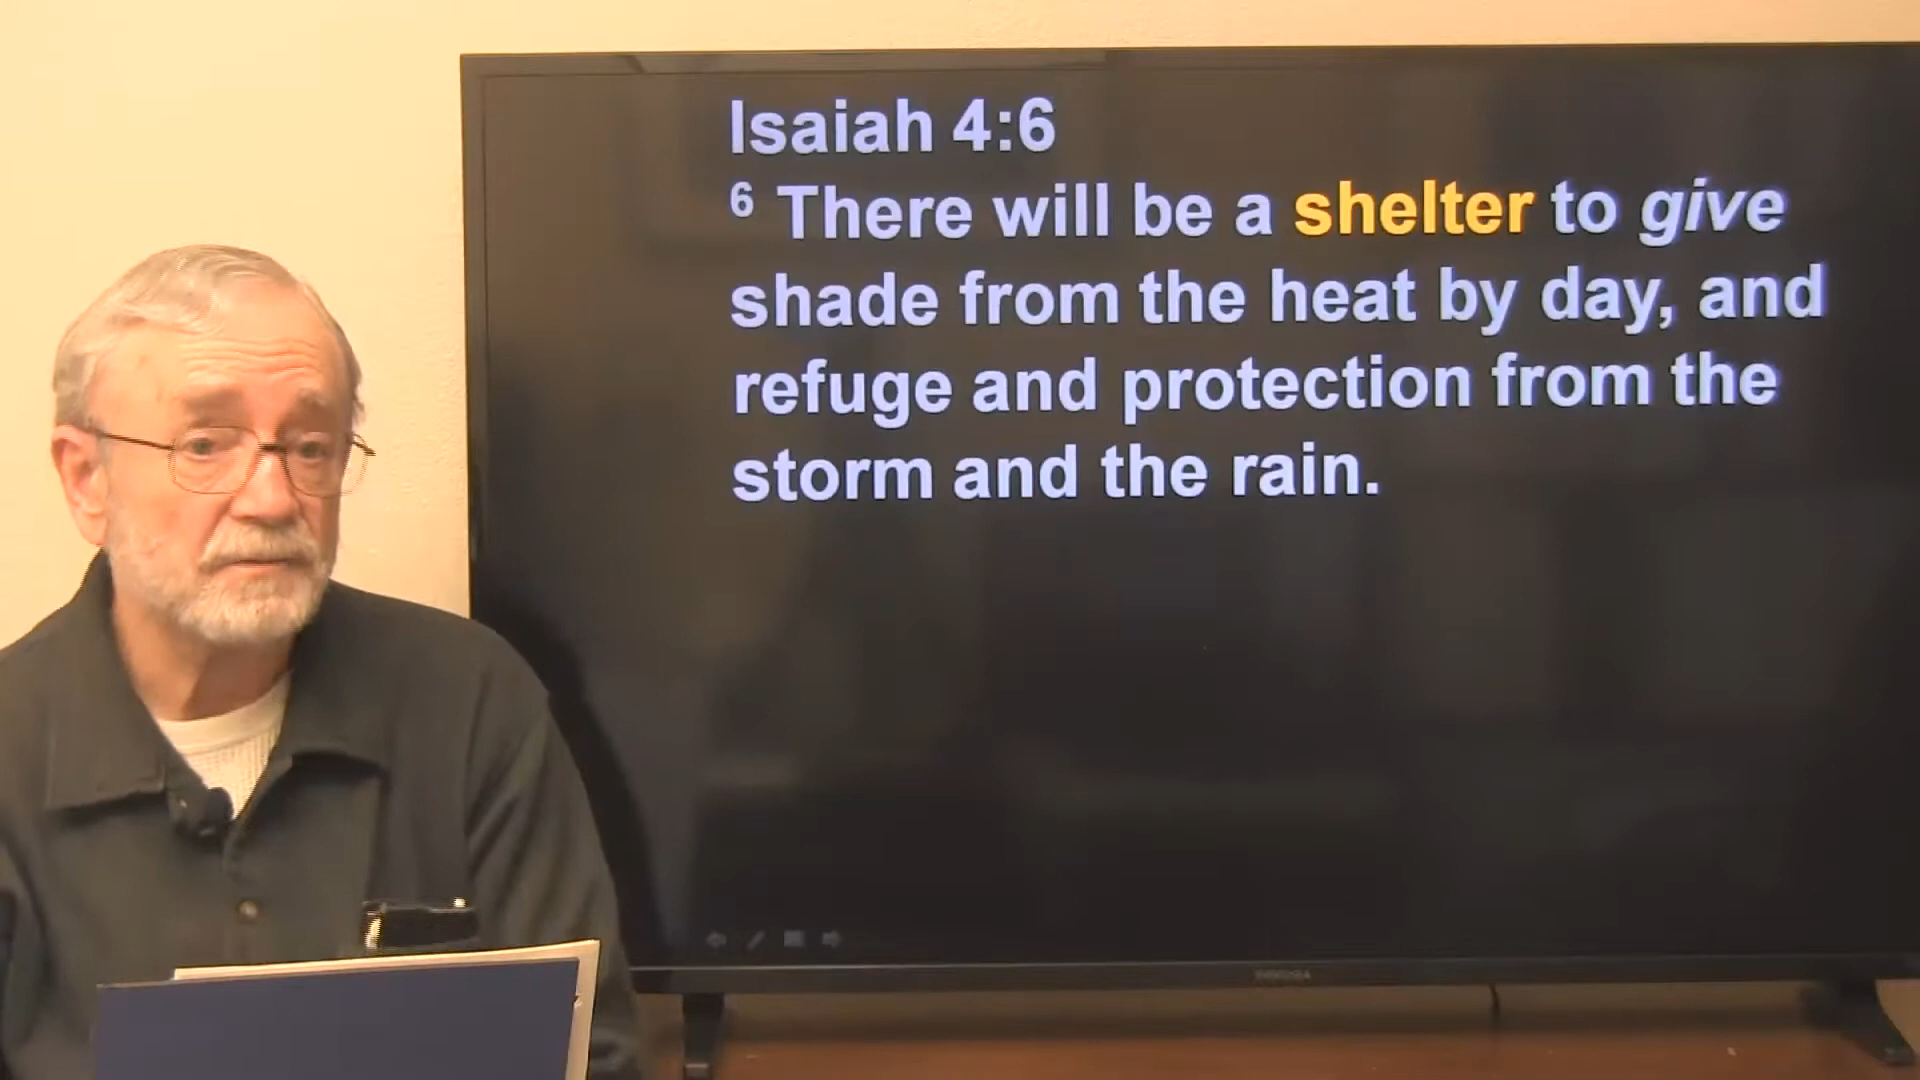 Isaiah 4:6
6 There will be a shelter to give
shade from the heat by day, and
refuge and protection from the
storm and the rain.